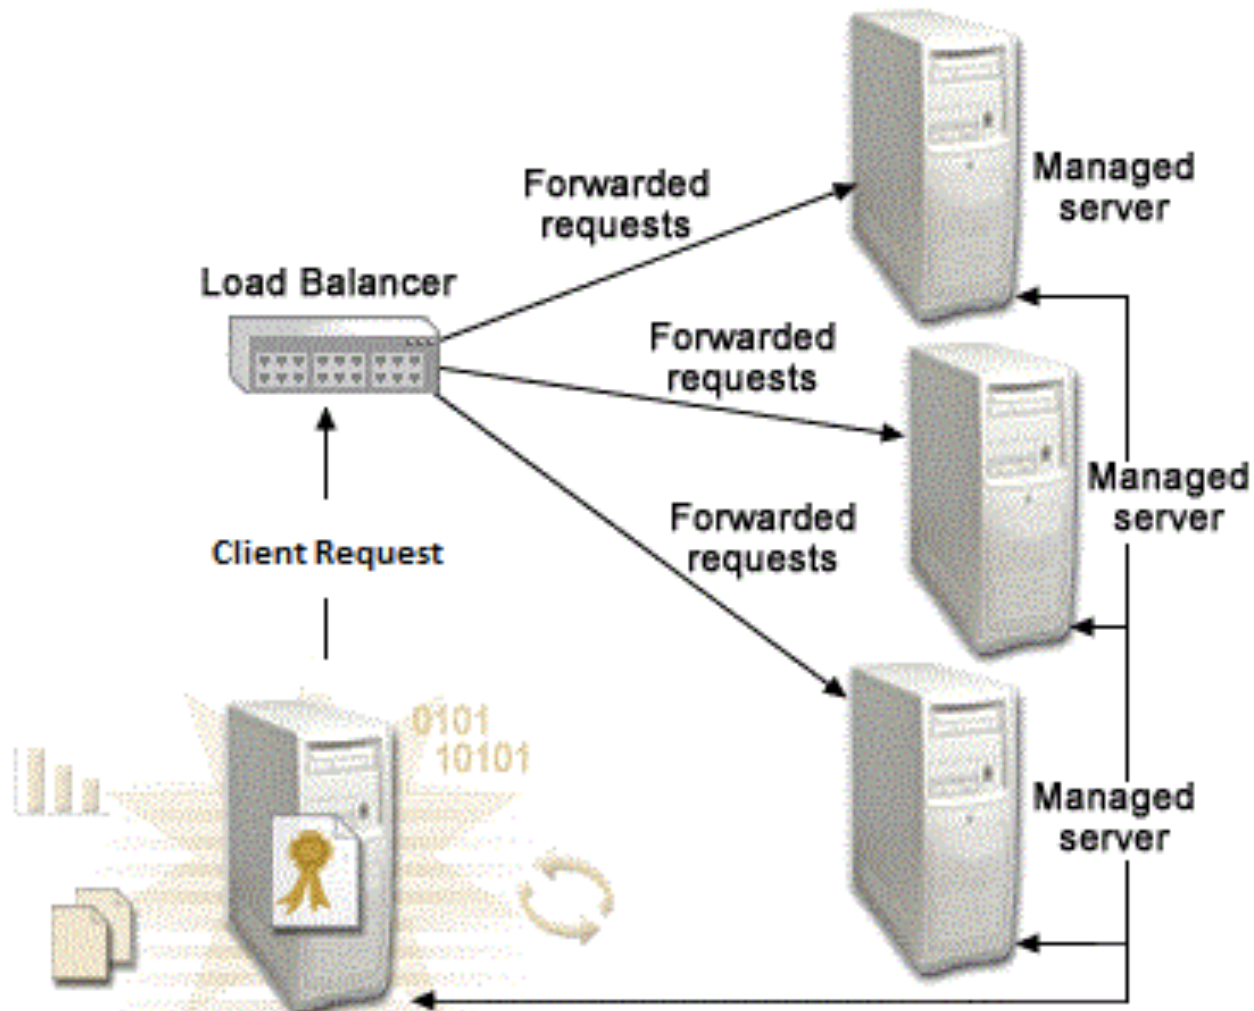 Forwarded
requests
Managed
server
Load Balancer
Forwarded
requests
Managed
server
Forwarded
requests
Client Request
0101
10101
Managed
server